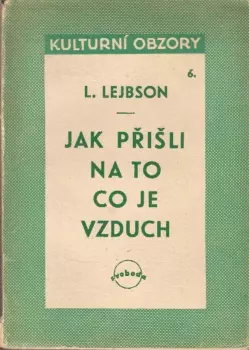 KULTURNÍ OBZORY
6.
L. LEJBSON
JAK PŘIŠLI
NA TO
CO JE
VZDUCH
svoboda